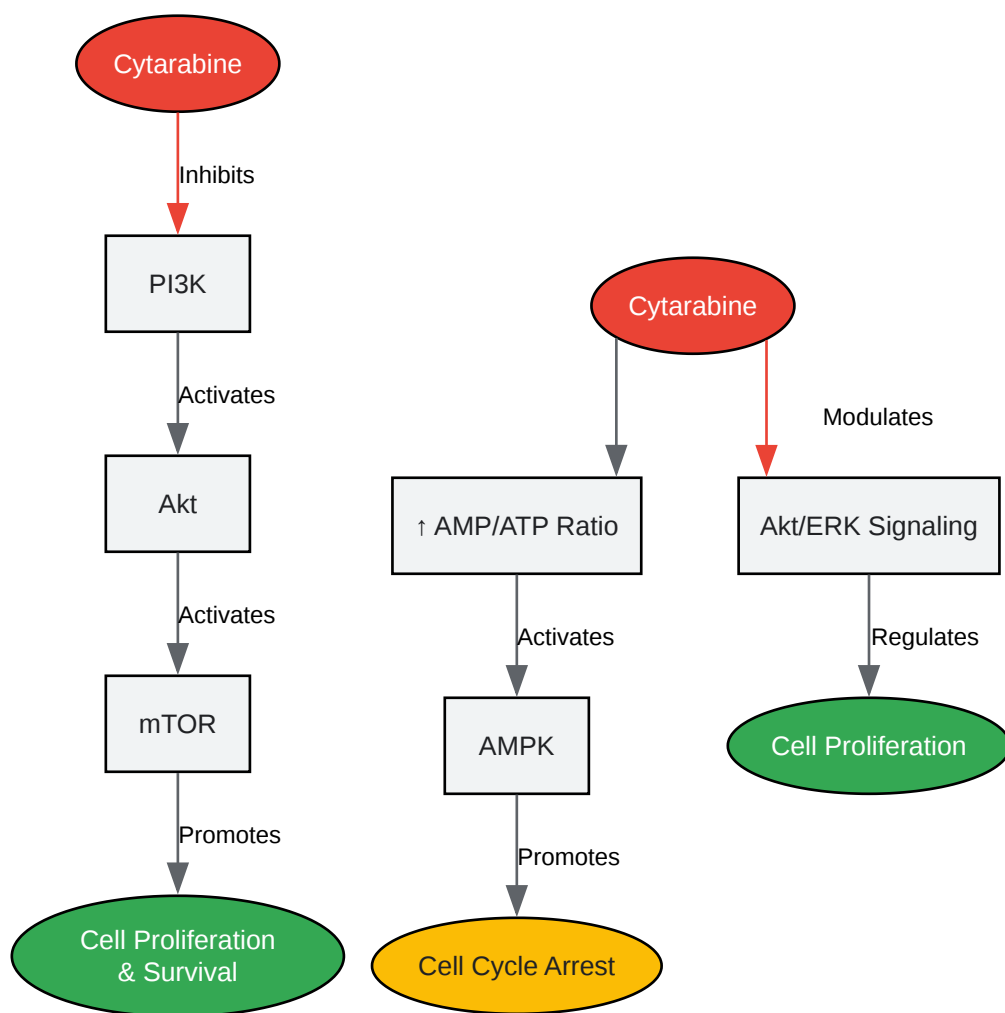 Cytarabine
Inhibits
PI3K
Activates
Akt
Activates
mTOR
Promotes
Cell Proliferation
& Survival
Cytarabine
Modulates
↑ AMP/ATP Ratio
Akt/ERK Signaling
Activates
Regulates
AMPK
Cell Proliferation
Promotes
Cell Cycle Arrest